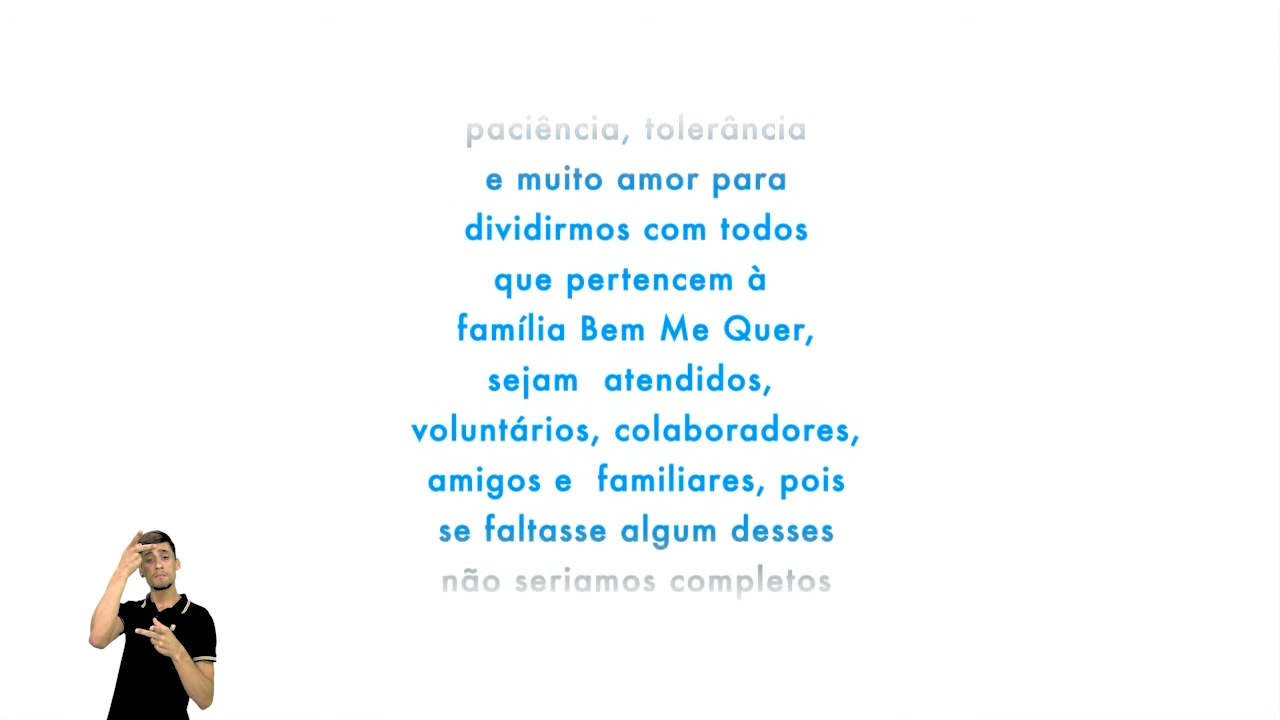 paciência, tolerância
e muito amor para
dividirmos com todos
que pertencem à
família Bem Me Quer,
sejam  atendidos,
voluntários, colaboradores,
amigos e  familiares, pois
se faltasse algum desses
não seriamos completos